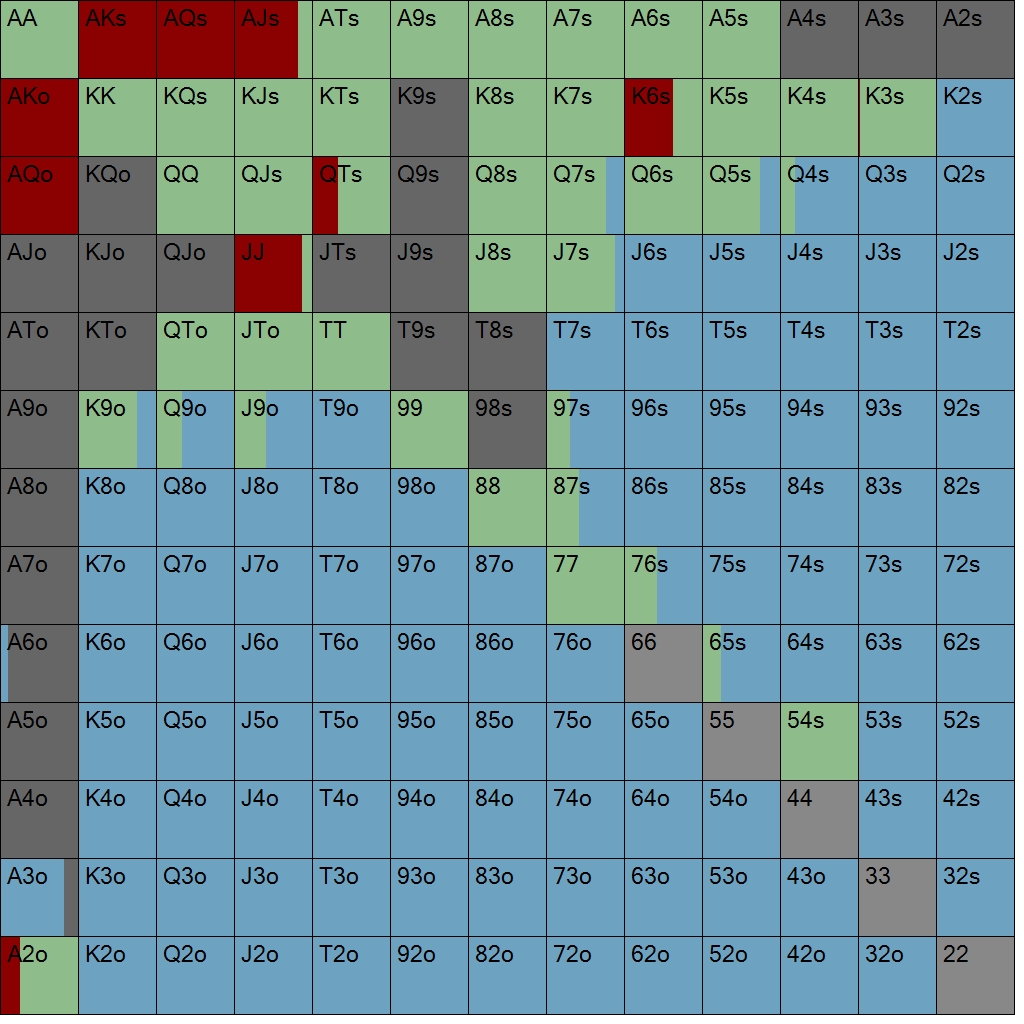 AA AKs AQs AJs ATs A9s A8s A7s A6s A5s A4s A3s A2s
AKo KK KQs KJs KTs K9s K8s K7s K6s K5s K4s K3s K2s
AQo KQo QQ QJs QTs Q9s Q8s Q7s Q6s Q5s Q4s Q3s Q2s
AJo KJo QJo JJ JTs J9s J8s J7s J6s J5s J4s J3s J2s
ATo KTo QTo JTo TT T9s T8s T7s T6s T5s T4s T3s T2s
A9o K9o Q9o J9o T9o 99 98s 97s 96s 95s 94s 93s 92s
A8o K8o Q8o J8o T8o 98o 88 87s 86s 85s 84s 83s 82s
A7o K7o Q7o J7o T7o 97o 87o 77 76s 75s 74s 73s 72s
A6o K6o Q6o J6o T6o 96o 86o 76o 66 65s 64s 63s 62s
A5o K5o Q5o J5o T5o 95o 85o 75o 65o 55 54s 53s 52s
A4o K4o Q4o J4o T4o 94o 84o 74o 64o 54o 44 43s 42s
A3o K3o Q3o J3o T3o 93o 83o 73o 63o 53o 43o 33 32s
A2o K2o Q2o J2o T2o 92o 82o 72o 62o 52o 42o 32o 22